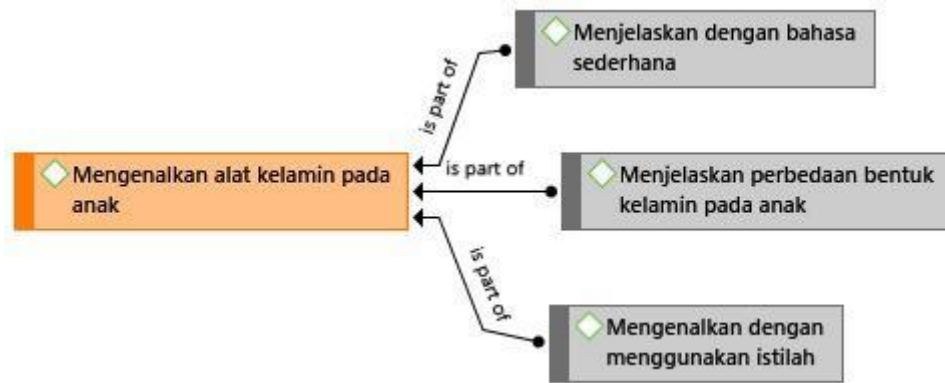 Menjelaskan dengan bahasa
sederhana
is part of
Mengenalkan alat kelamin pada
anak
is part of
Menjelaskan perbedaan bentuk
kelamin pada anak
is part of
Mengenalkan dengan
menggunakan istilah